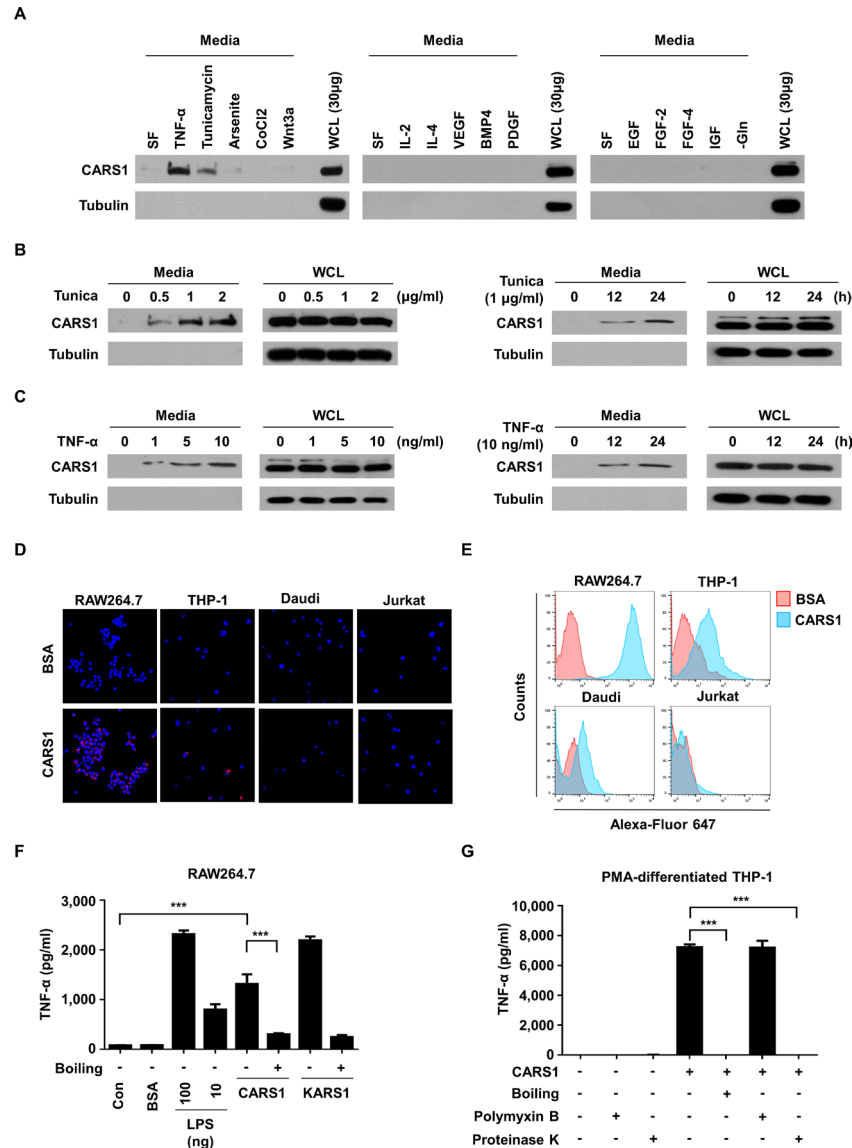 A
Media Media Media
SF TNF-α Tunicamycin Arsenite CoCl2 Wnt3a WCL (30μg) SF IL-2 IL-4 VEGF BMP4 PDGF WCL (30μg) SF EGF FGF-2 FGF-4 IGF -Gln WCL (30μg)
CARS1
Tubulin
B
Media WCL
Tunica 0 0.5 1 2 0 0.5 1 2 (μg/ml)
CARS1
Tubulin
Tunica Media WCL
(1 μg/ml) 0 12 24 0 12 24 (h)
CARS1
Tubulin
C
Media WCL
TNF-α 0 1 5 10 0 1 5 10 (ng/ml)
CARS1
Tubulin
TNF-α Media WCL
(10 ng/ml) 0 12 24 0 12 24 (h)
CARS1
Tubulin
D
RAW264.7 THP-1 Daudi Jurkat
BSA
CARS1
E
RAW264.7 THP-1
BSA
CARS1
Daudi Jurkat
Counts
Alexa-Fluor 647
F
RAW264.7
TNF-α (pg/ml)
3,000
2,000
1,000
0
***
***
Boiling - - - - - + - +
Con BSA 100 10 CARS1 KARS1
LPS
(ng)
G
PMA-differentiated THP-1
TNF-α (pg/ml)
14,000
12,000
10,000
8,000
6,000
4,000
2,000
0
***
***
CARS1 - - - + + + +
Boiling - - - - + - -
Polymyxin B - + - - - + -
Proteinase K - - + - - - +